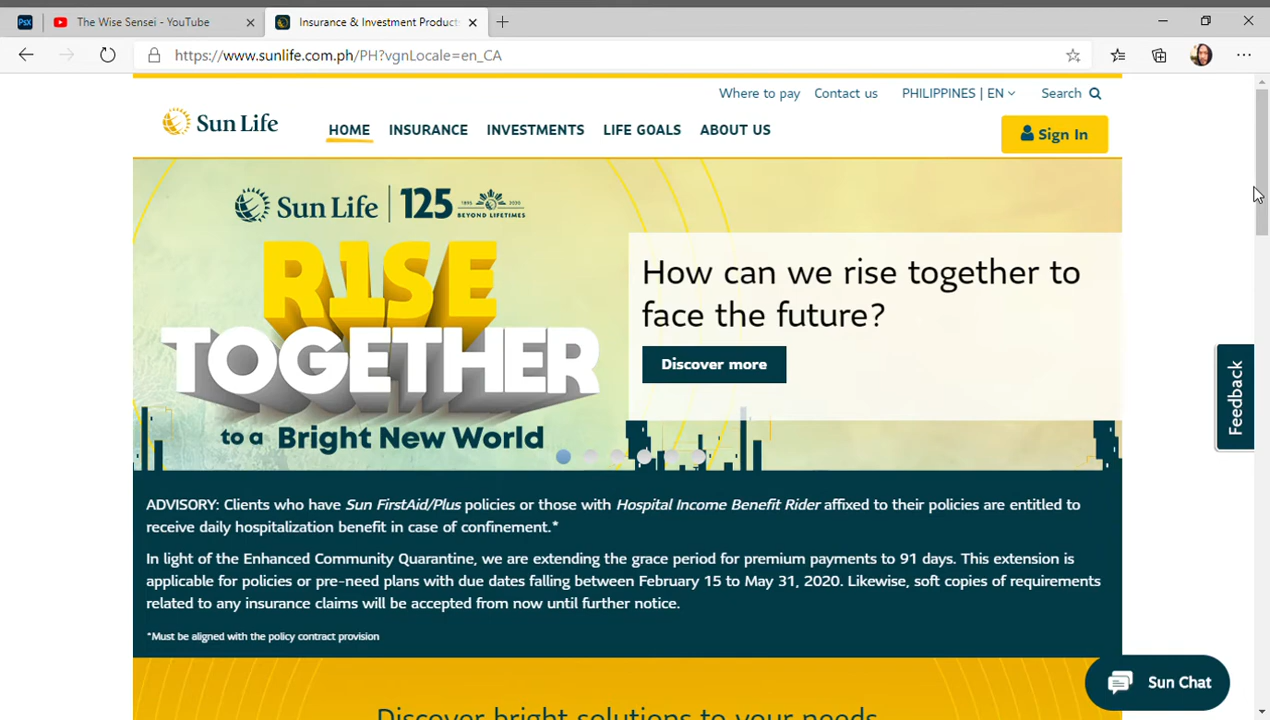 PsX
The Wise Sensei - YouTube
Insurance & Investment Product
https://www.sunlife.com.ph/PH?vgnLocale=en_CA
Where to pay Contact us PHILIPPINES | EN Search
Sun Life HOME INSURANCE INVESTMENTS LIFE GOALS ABOUT US Sign In
Sun Life 125
BEYOND LIFETIMES
RISE
TOGETHER
to a Bright New World
How can we rise together to
face the future?
Discover more
Feedback
ADVISORY: Clients who have Sun FirstAid/Plus policies or those with Hospital Income Benefit Rider affixed to their policies are entitled to
receive daily hospitalization benefit in case of confinement.*
In light of the Enhanced Community Quarantine, we are extending the grace period for premium payments to 91 days. This extension is
applicable for policies or pre-need plans with due dates falling between February 15 to May 31, 2020. Likewise, soft copies of requirements
related to any insurance claims will be accepted from now until further notice.
*Must be aligned with the policy contract provision
Sun Chat
Discover bright solutions to your needs